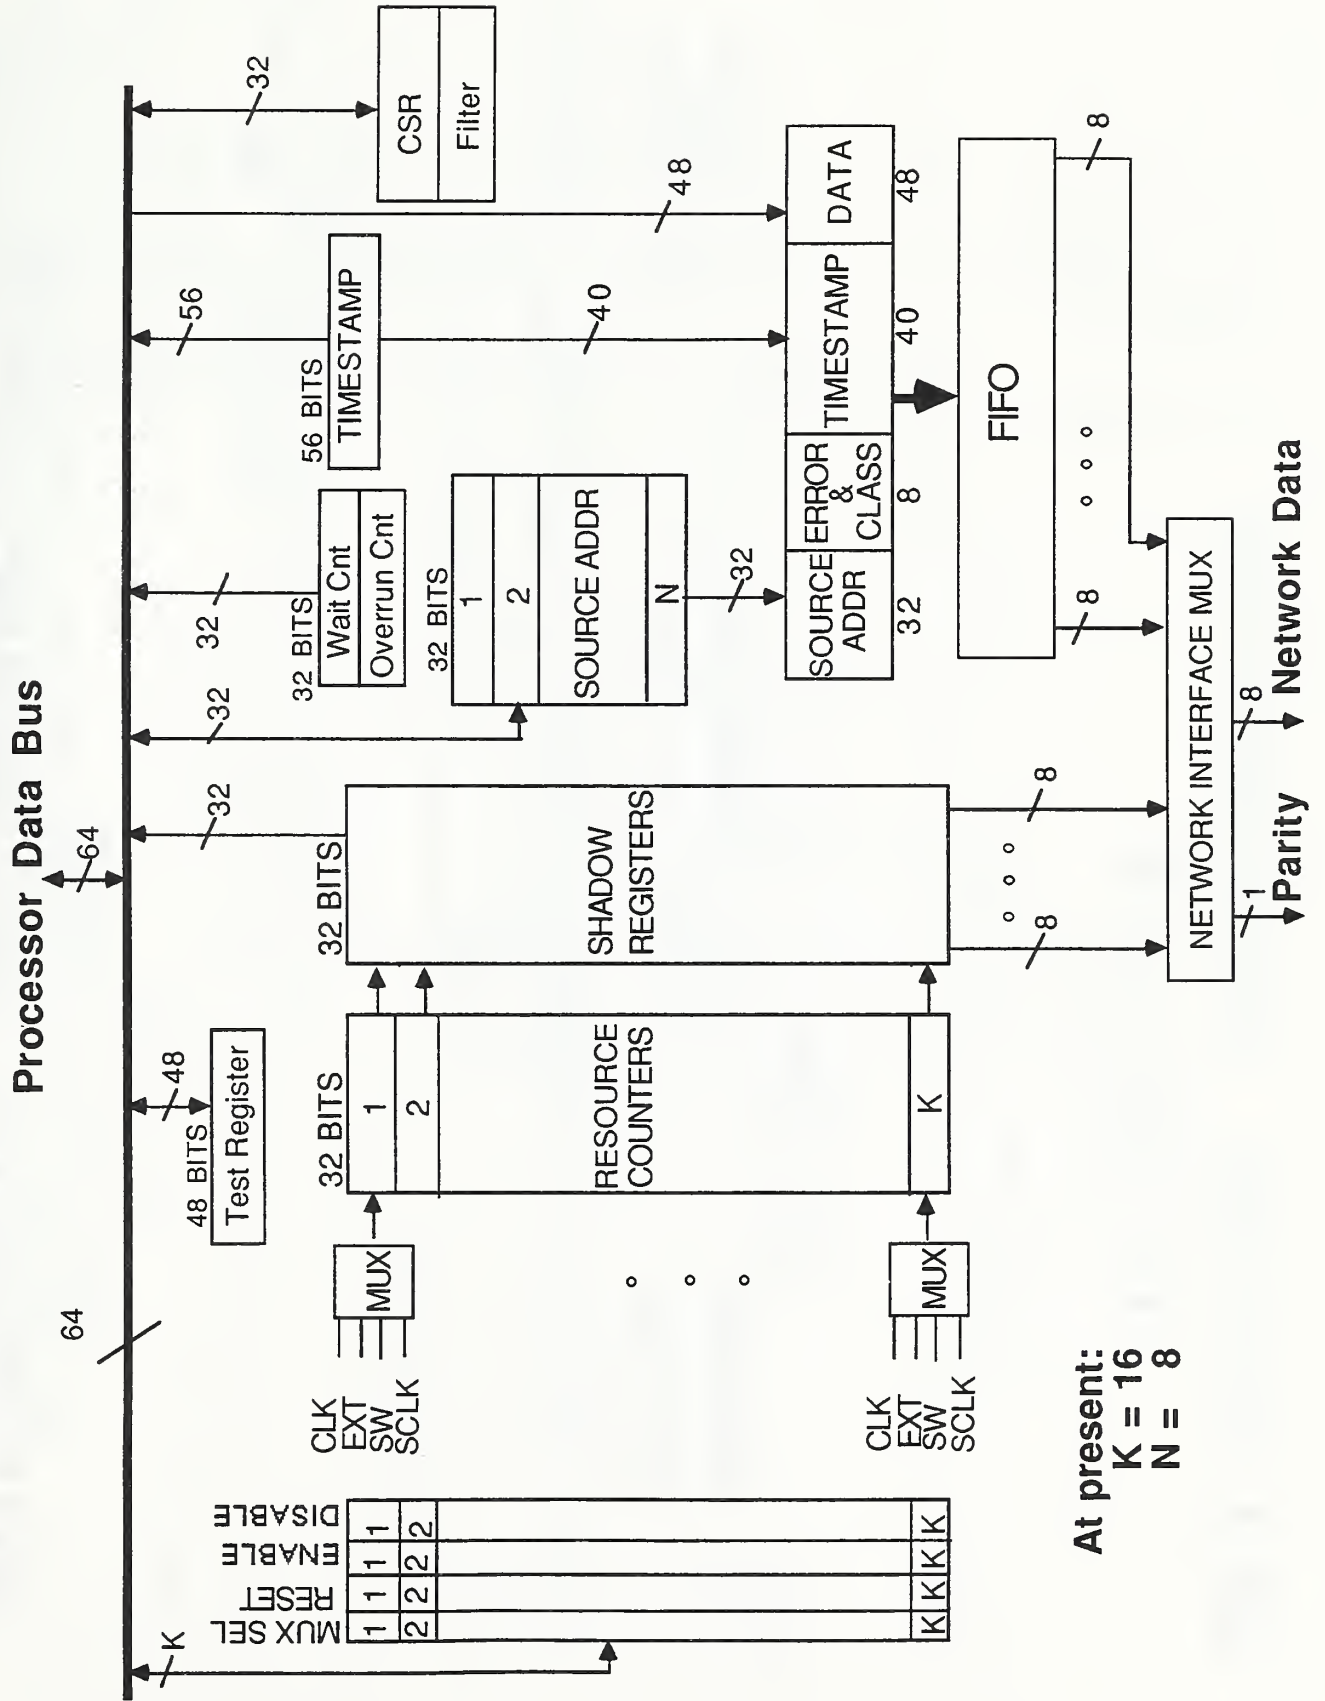 Processor Data Bus
64
64
K
MUX SEL
RESET
ENABLE
DISABLE
1
1
1
1
2
2
2
2
K
K
K
K
CLK
EXT
SW
SCLK
MUX
CLK
EXT
SW
SCLK
MUX
48
48 BITS
Test Register
32 BITS
1
2
RESOURCE
COUNTERS
K
32
32 BITS
SHADOW
REGISTERS
8
8
32
32
32 BITS
Wait Cnt
Overrun Cnt
32 BITS
1
2
SOURCE ADDR
N
32
56
56 BITS
TIMESTAMP
40
48
32
CSR
Filter
SOURCE
ADDR
ERROR
&
CLASS
TIMESTAMP
DATA
32
8
40
48
FIFO
8
8
NETWORK INTERFACE MUX
1
8
Parity
Network Data
At present:
K = 16
N = 8